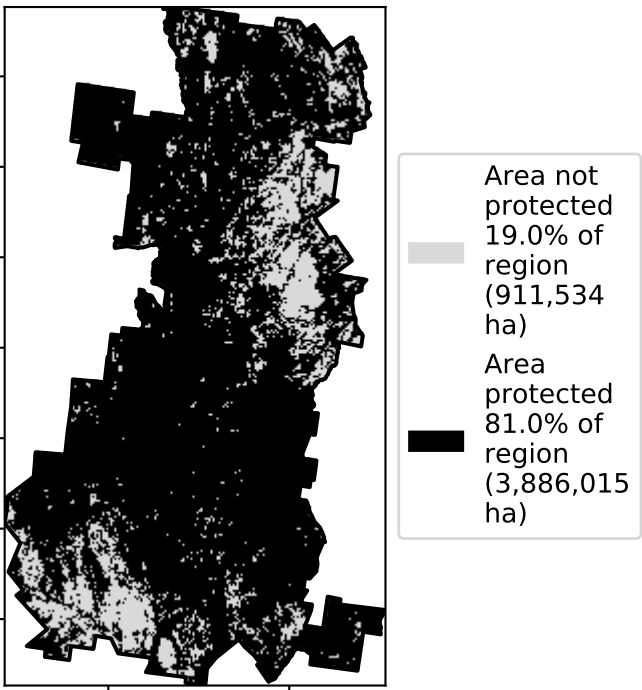 Area not
protected
19.0% of
region
(911,534
ha)
Area
protected
81.0% of
region
(3,886,015
ha)